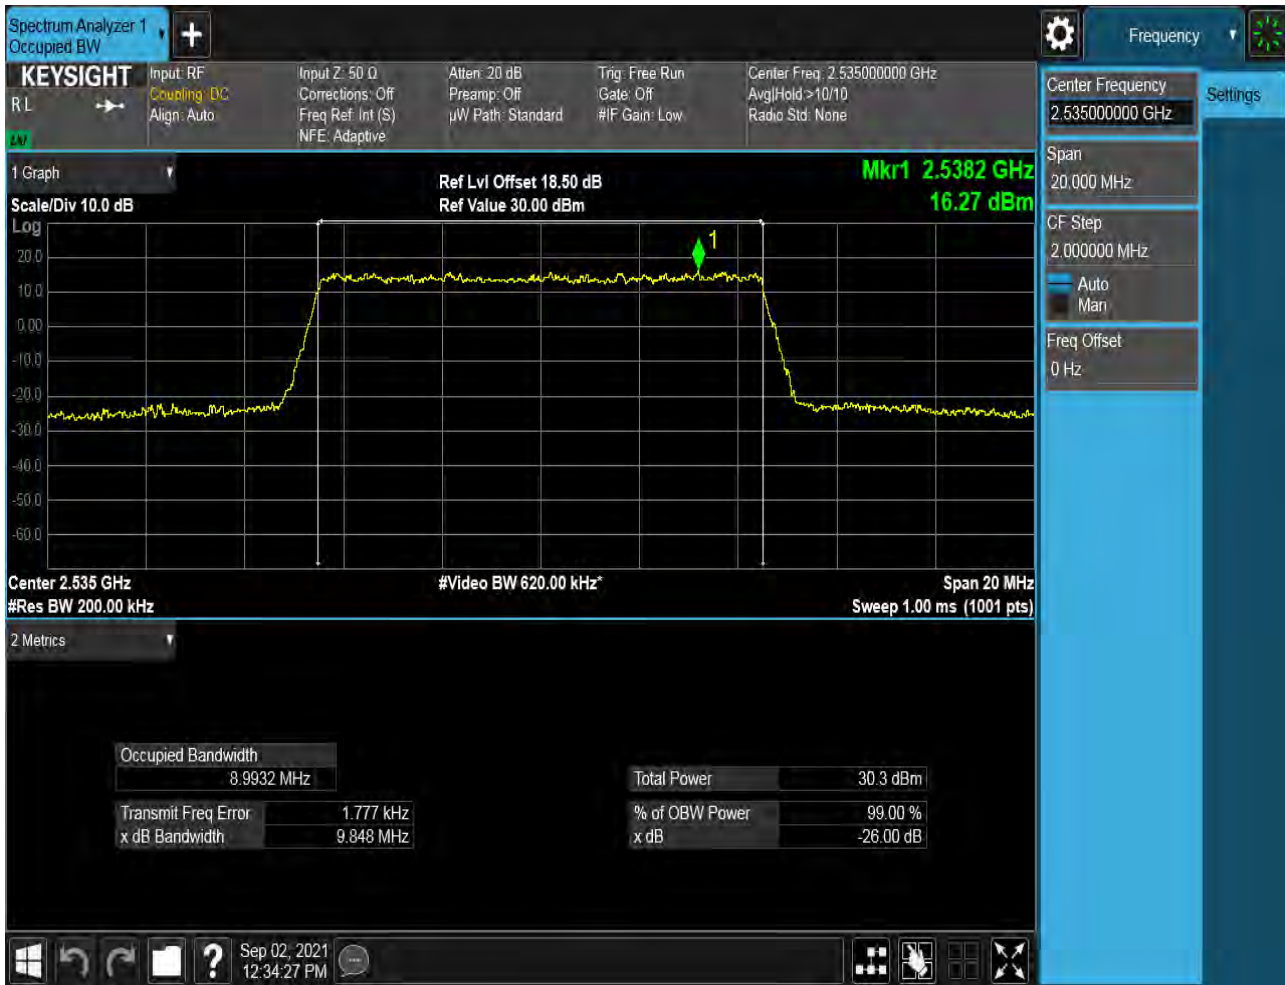 Spectrum Analyzer 1
Occupied BW
Frequency
KEYSIGHT
R L
Input: RF
Coupling: DC
Align: Auto
Input Z: 50 Ω
Corrections: Off
Freq Ref: Int (S)
NFE: Adaptive
Atten: 20 dB
Preamp: Off
µW Path: Standard
Trig: Free Run
Gate: Off
#IF Gain: Low
Center Freq: 2.535000000 GHz
Avg|Hold:>10/10
Radio Std: None
Center Frequency
2.535000000 GHz
Settings
Span
20.000 MHz
CF Step
2.000000 MHz
Auto
Man
Freq Offset
0 Hz
1 Graph
Scale/Div 10.0 dB
Ref Lvl Offset 18.50 dB
Ref Value 30.00 dBm
Mkr1 2.5382 GHz
16.27 dBm
Log
1
20.0
10.0
0.00
-10.0
-20.0
-30.0
-40.0
-50.0
-60.0
Center 2.535 GHz
#Video BW 620.00 kHz*
Span 20 MHz
#Res BW 200.00 kHz
Sweep 1.00 ms (1001 pts)
2 Metrics
Occupied Bandwidth
8.9932 MHz
Total Power 30.3 dBm
Transmit Freq Error 1.777 kHz
% of OBW Power 99.00 %
x dB Bandwidth 9.848 MHz
x dB -26.00 dB
?
Sep 02, 2021
12:34:27 PM